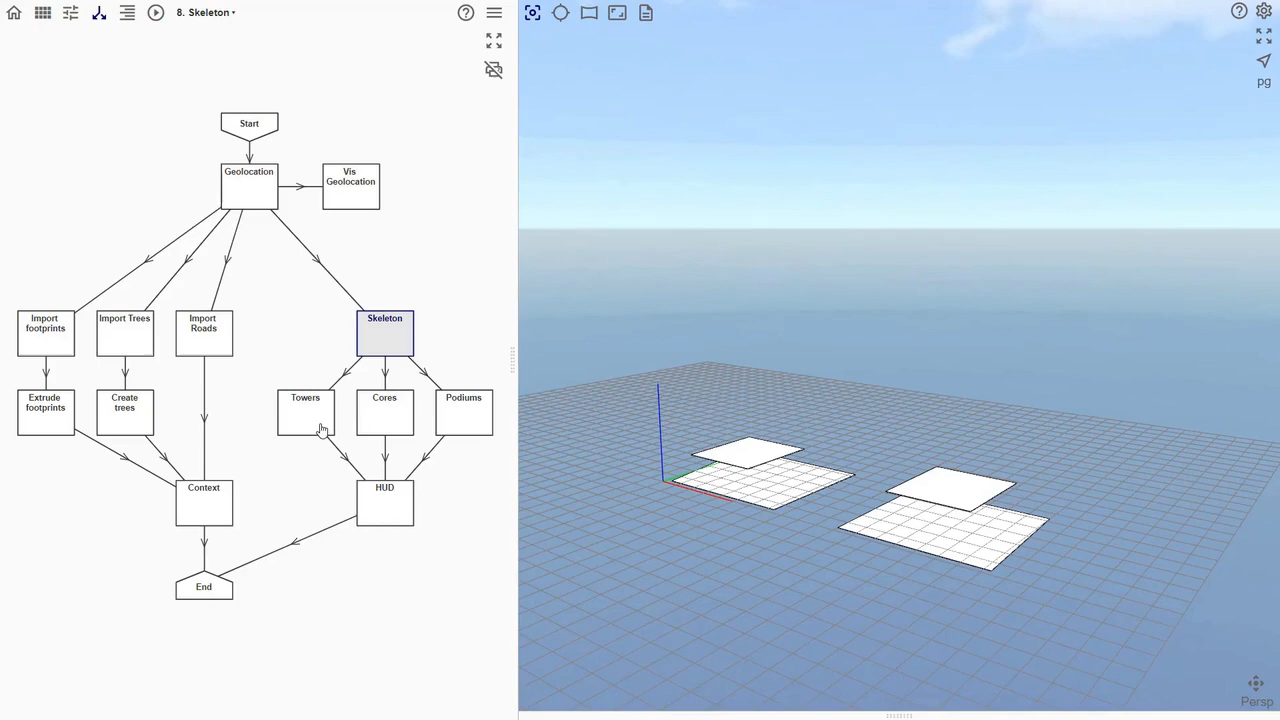 8. Skeleton
pg
Start
Geolocation
Vis
Geolocation
Import
footprints
Import Trees
Import
Roads
Skeleton
Extrude
footprints
Create
trees
Towers
Cores
Podiums
Context
HUD
End
Persp